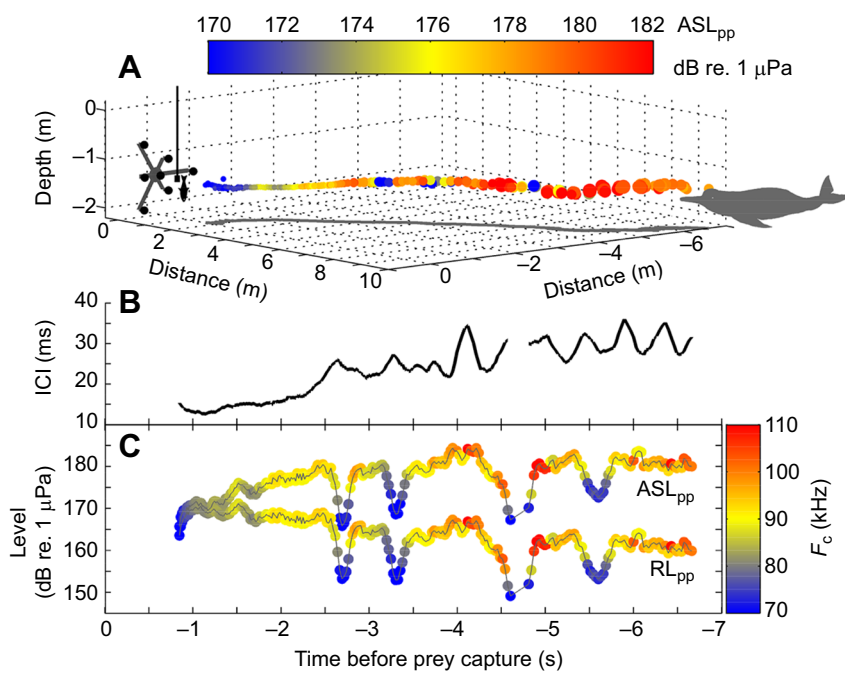 170 172 174 176 178 180 182 ASLpp
dB re. 1 μPa
A
Depth (m)
0
–1
–2
0 2 4 6 8 10
Distance (m)
0 –2 –4 –6
Distance (m)
B
ICI (ms)
40
30
20
10
C
Level
(dB re. 1 μPa)
180
170
160
150
ASLpp
RLpp
110
100
90
80
70
Fc (kHz)
0 –1 –2 –3 –4 –5 –6 –7
Time before prey capture (s)